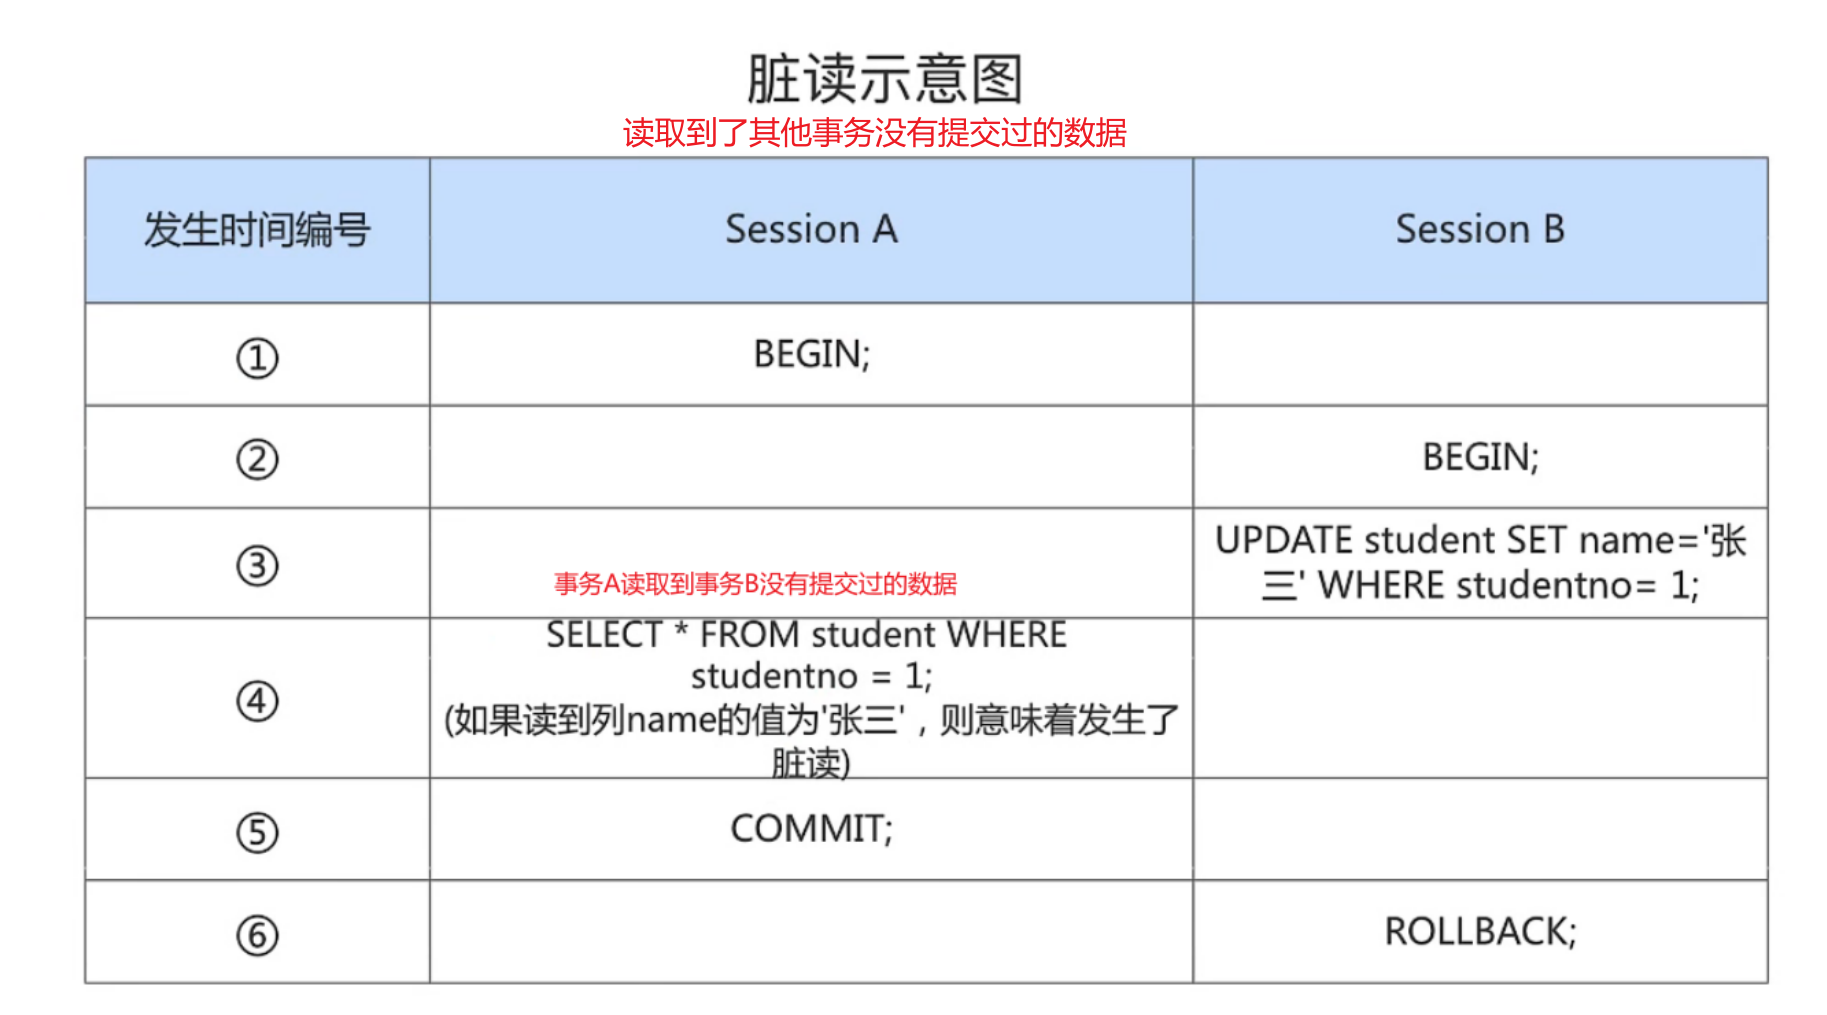 脏读示意图
读取到了其他事务没有提交过的数据
发生时间编号
Session A
Session B
①
BEGIN;
②
BEGIN;
③
事务A读取到事务B没有提交过的数据
UPDATE student SET name='张
三' WHERE studentno= 1;
④
SELECT * FROM student WHERE
studentno = 1;
(如果读到列name的值为'张三'，则意味着发生了
脏读)
⑤
COMMIT;
⑥
ROLLBACK;